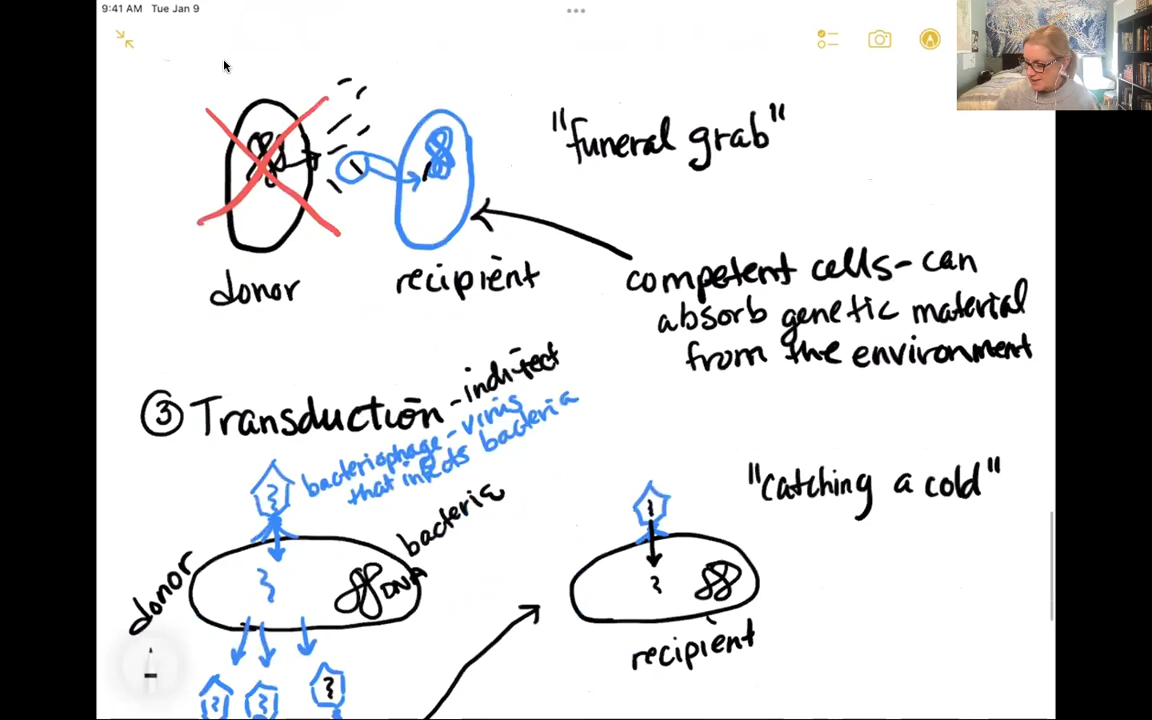 9:41 AM Tue Jan 9
"funeral grab"
donor
recipient
competent cells - can
absorb genetic material
from the environment
③ Transduction - indirect
bacteriophage - virus
that infects bacteria
"catching a cold"
bacteria
donor
DNA
recipient